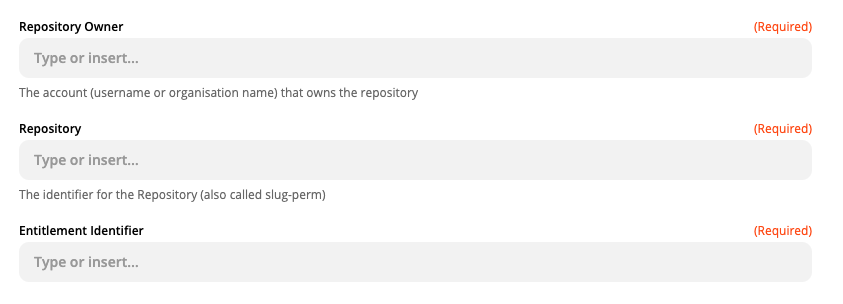 Repository Owner (Required)
Type or insert...
The account (username or organisation name) that owns the repository
Repository (Required)
Type or insert...
The identifier for the Repository (also called slug-perm)
Entitlement Identifier (Required)
Type or insert...